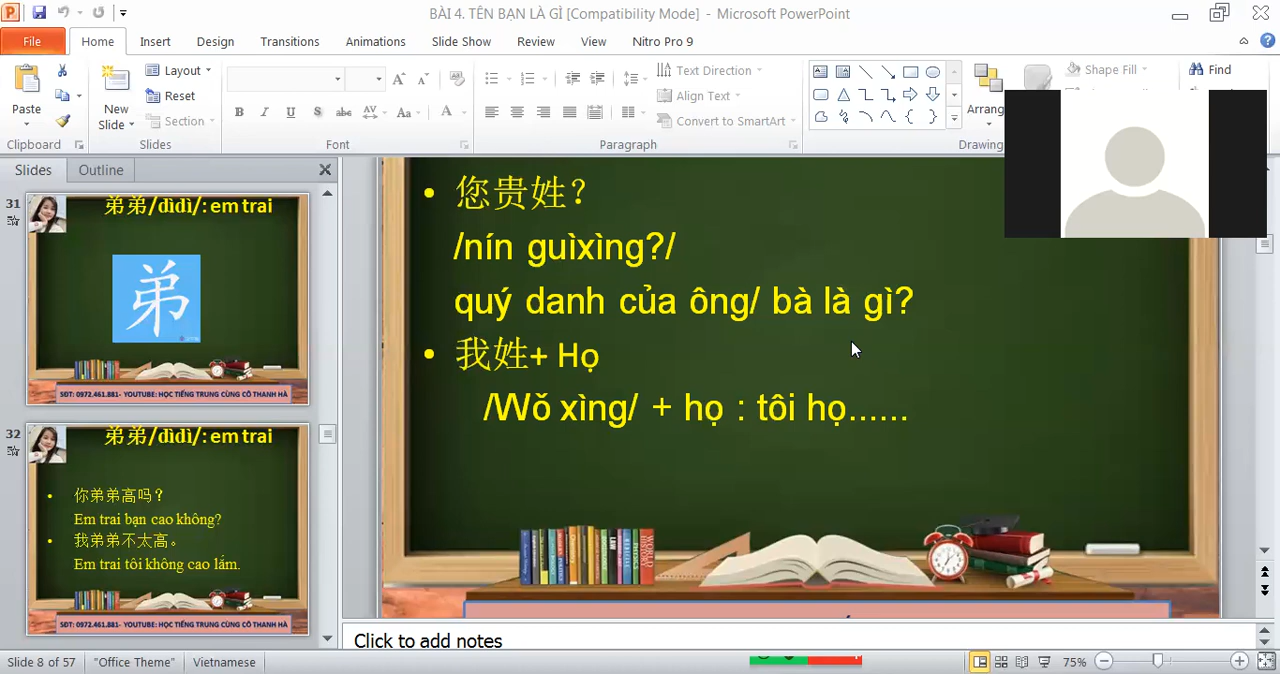 BÀI 4. TÊN BẠN LÀ GÌ [Compatibility Mode] - Microsoft PowerPoint
File Home Insert Design Transitions Animations Slide Show Review View Nitro Pro 9
Paste
Clipboard
New Slide
Layout
Reset
Section
Slides
Font
Text Direction
Align Text
Convert to SmartArt
Paragraph
Arrang
Shape Fill
Drawing
Find
Slides Outline
31
弟弟/dìdì/: em trai
弟
SĐT: 0972.461.881- YOUTUBE: HỌC TIẾNG TRUNG CÙNG CÔ THANH HÀ
32
弟弟/dìdì/: em trai
• 你弟弟高吗？
Em trai bạn cao không?
• 我弟弟不太高。
Em trai tôi không cao lắm.
SĐT: 0972.461.881- YOUTUBE: HỌC TIẾNG TRUNG CÙNG CÔ THANH HÀ
• 您贵姓？
/nín guìxìng?/
quý danh của ông/ bà là gì?
• 我姓+ Họ
/Wǒ xìng/ + họ : tôi họ......
Click to add notes
Slide 8 of 57 "Office Theme" Vietnamese 75%